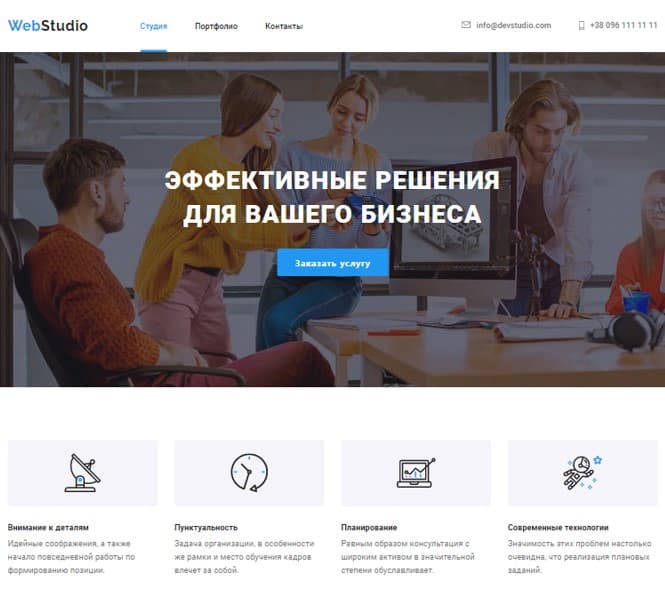 WebStudio
Студия Портфолио Контакты
info@devstudio.com
+38 096 111 11 11
ЭФФЕКТИВНЫЕ РЕШЕНИЯ
ДЛЯ ВАШЕГО БИЗНЕСА
Заказать услугу
Внимание к деталям
Идейные соображения, а также
начало повседневной работы по
формированию позиции.
Пунктуальность
Задача организации, в особенности
же рамки и место обучения кадров
влечет за собой.
Планирование
Равным образом консультация с
широким активом в значительной
степени обуславливает.
Современные технологии
Значимость этих проблем настолько
очевидна, что реализация плановых
заданий.